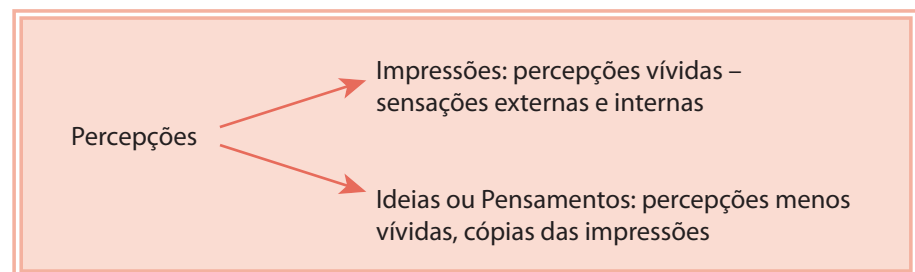 Impressões: percepções vívidas –
sensações externas e internas
Percepções
Ideias ou Pensamentos: percepções menos
vívidas, cópias das impressões